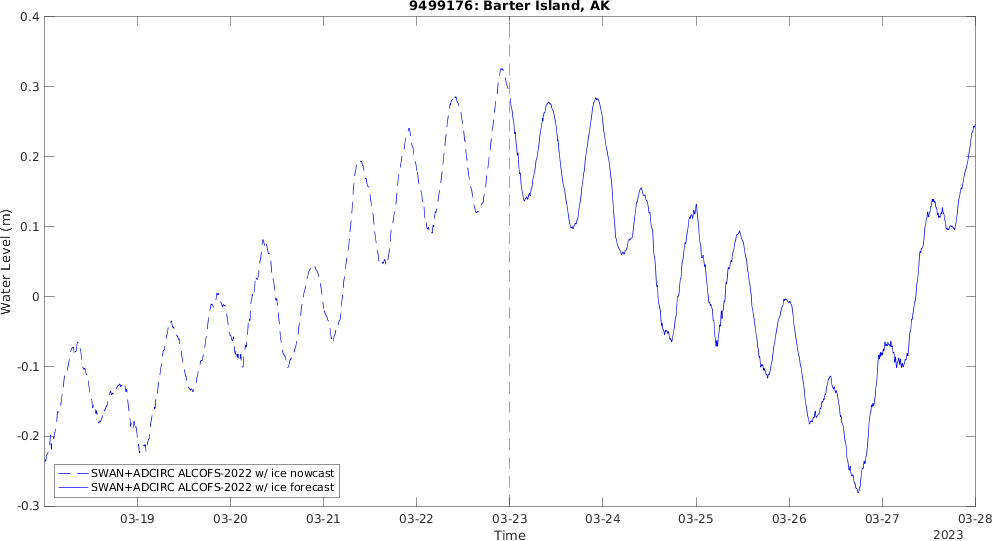 9499176: Barter Island, AK
0.4
0.3
0.2
0.1
0
-0.1
-0.2
-0.3
Water Level (m)
SWAN+ADCIRC ALCOFS-2022 w/ ice nowcast
SWAN+ADCIRC ALCOFS-2022 w/ ice forecast
03-19 03-20 03-21 03-22 03-23 03-24 03-25 03-26 03-27 03-28
Time
2023